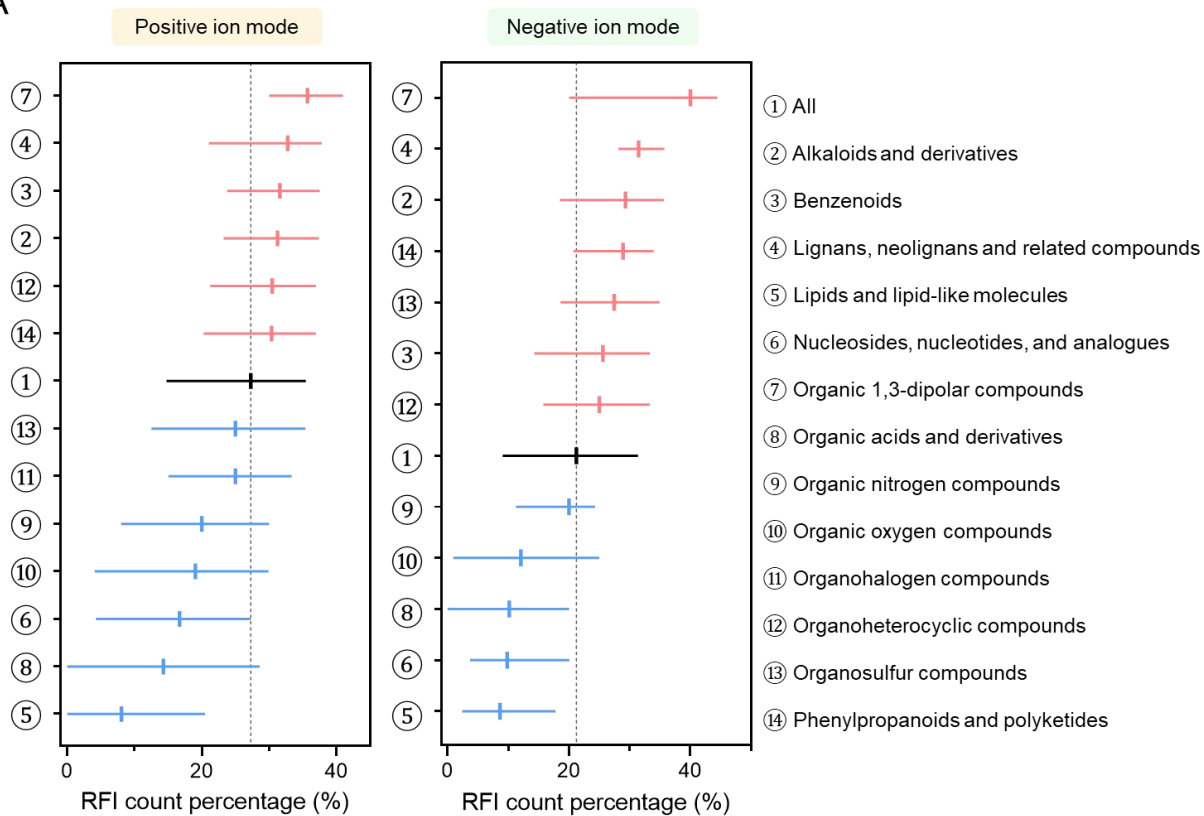 A
Positive ion mode
Negative ion mode
⑦
④
③
②
⑫
⑭
①
⑬
⑪
⑨
⑩
⑥
⑧
⑤
0 20 40
RFI count percentage (%)
⑦
④
②
⑭
⑬
③
⑫
①
⑨
⑩
⑧
⑥
⑤
0 20 40
RFI count percentage (%)
① All
② Alkaloids and derivatives
③ Benzenoids
④ Lignans, neolignans and related compounds
⑤ Lipids and lipid-like molecules
⑥ Nucleosides, nucleotides, and analogues
⑦ Organic 1,3-dipolar compounds
⑧ Organic acids and derivatives
⑨ Organic nitrogen compounds
⑩ Organic oxygen compounds
⑪ Organohalogen compounds
⑫ Organoheterocyclic compounds
⑬ Organosulfur compounds
⑭ Phenylpropanoids and polyketides